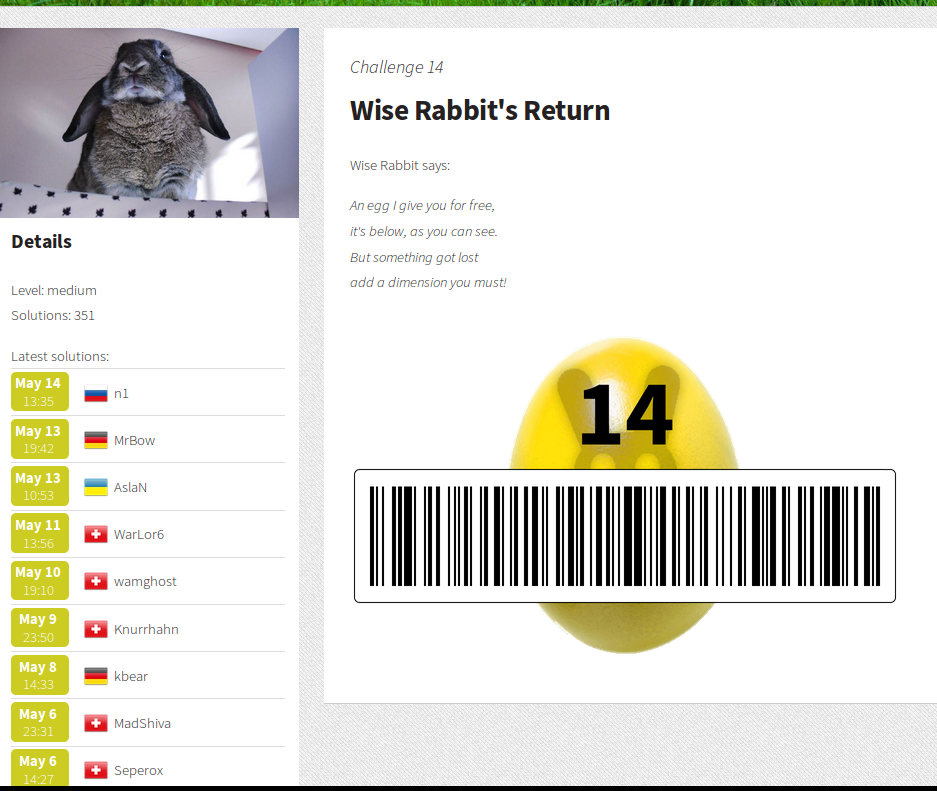 Challenge 14
Wise Rabbit's Return
Wise Rabbit says:
An egg I give you for free,
it's below, as you can see.
But something got lost
add a dimension you must!
14
Details
Level: medium
Solutions: 351
Latest solutions:
May 14
13:35
n1
May 13
19:42
MrBow
May 13
10:53
AslaN
May 11
13:56
WarLor6
May 10
19:10
wamghost
May 9
23:50
Knurrhahn
May 8
14:33
kbear
May 6
23:31
MadShiva
May 6
14:27
Seperox